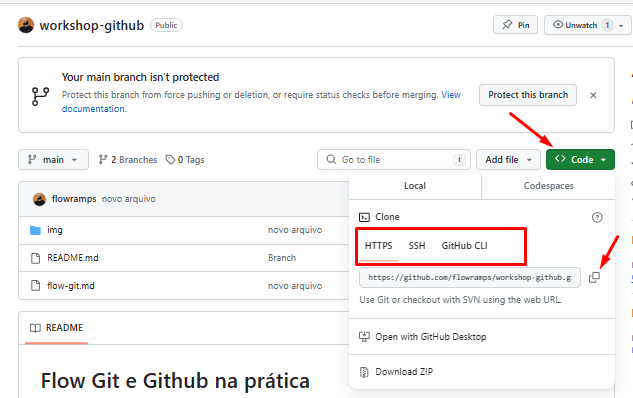 workshop-github Public
Pin
Unwatch 1
Your main branch isn't protected
Protect this branch from force pushing or deletion, or require status checks before merging. View
documentation.
Protect this branch
main
2 Branches
0 Tags
Go to file t
Add file
<> Code
flowramps novo arquivo
img novo arquivo
README.md Branch
flow-git.md novo arquivo
Local
Codespaces
Clone
HTTPS SSH GitHub CLI
https://github.com/flowramps/workshop-github.g
Use Git or checkout with SVN using the web URL.
Open with GitHub Desktop
Download ZIP
README
Flow Git e Github na prática